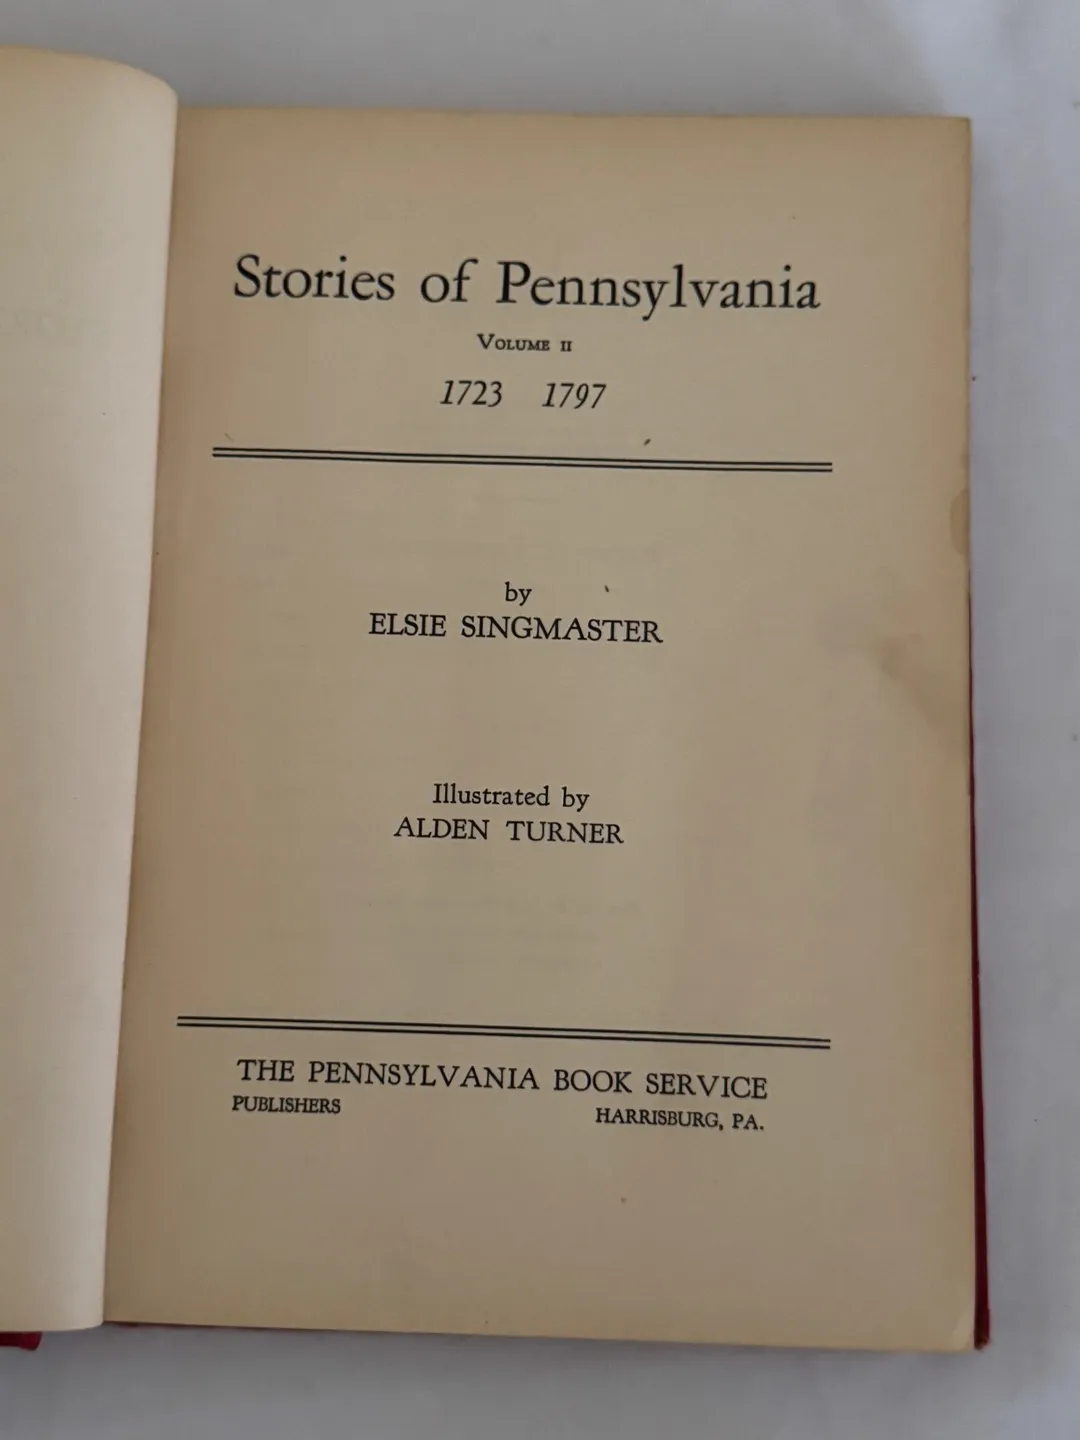 Stories of Pennsylvania
VOLUME II
1723 1797
by
ELSIE SINGMASTER
Illustrated by
ALDEN TURNER
THE PENNSYLVANIA BOOK SERVICE
PUBLISHERS HARRISBURG, PA.